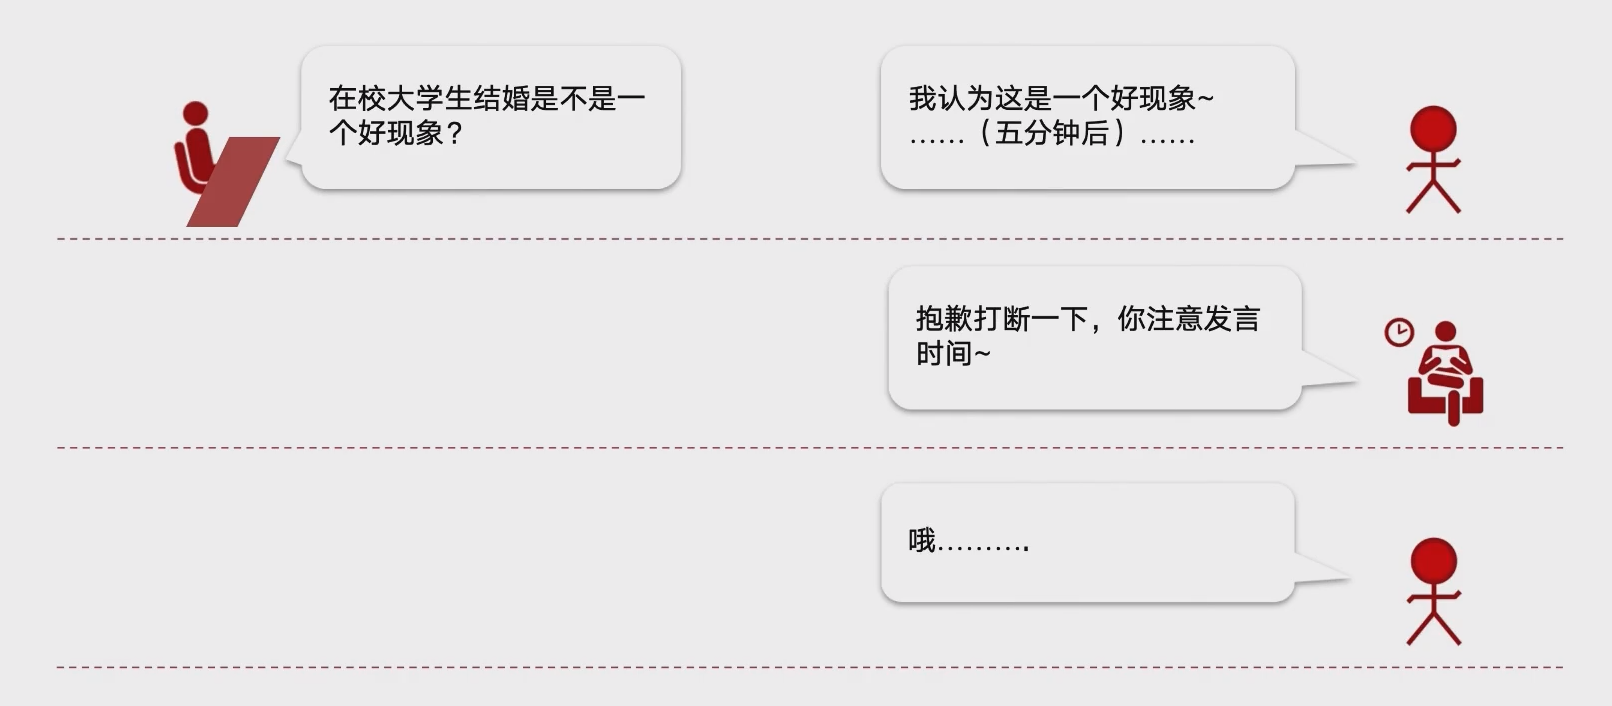 在校大学生结婚是不是一
个好现象？
我认为这是一个好现象~
……（五分钟后）……
抱歉打断一下，你注意发言
时间~
哦……….